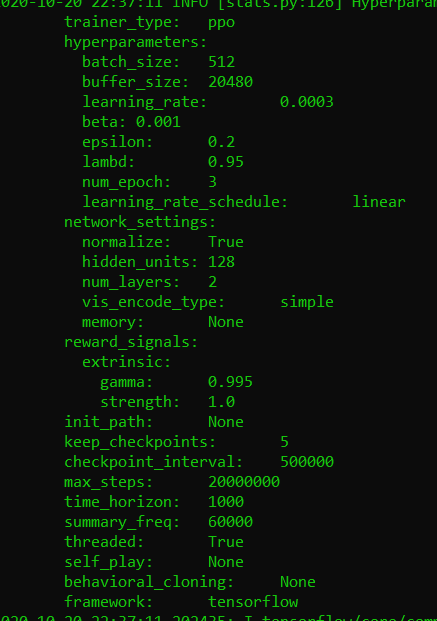 020-10-20 22:37:11 INFO [stats.py:126] Hyperparam
trainer_type: ppo
hyperparameters:
batch_size: 512
buffer_size: 20480
learning_rate: 0.0003
beta: 0.001
epsilon: 0.2
lambd: 0.95
num_epoch: 3
learning_rate_schedule: linear
network_settings:
normalize: True
hidden_units: 128
num_layers: 2
vis_encode_type: simple
memory: None
reward_signals:
extrinsic:
gamma: 0.995
strength: 1.0
init_path: None
keep_checkpoints: 5
checkpoint_interval: 500000
max_steps: 20000000
time_horizon: 1000
summary_freq: 60000
threaded: True
self_play: None
behavioral_cloning: None
framework: tensorflow
020-10-20 22:37:11